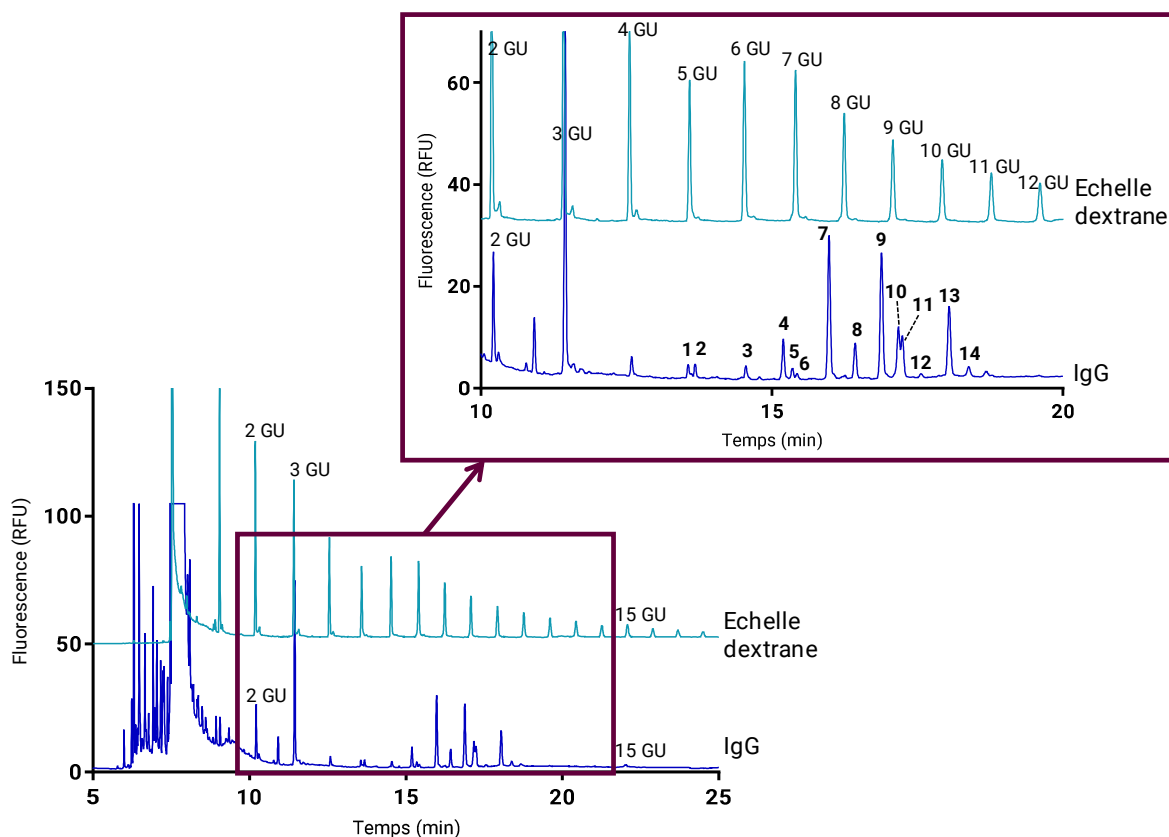 4 GU
2 GU
6 GU
7 GU
5 GU
8 GU
3 GU
9 GU
10 GU
11 GU
12 GU
Echelle
dextrane
60
40
20
0
Fluorescence (RFU)
2 GU
1 2
3
4
5
6
7
8
9
10
11
12
13
14
IgG
10
15
20
Temps (min)
150
100
50
0
Fluorescence (RFU)
2 GU
3 GU
15 GU
Echelle
dextrane
2 GU
15 GU
IgG
5
10
15
20
25
Temps (min)